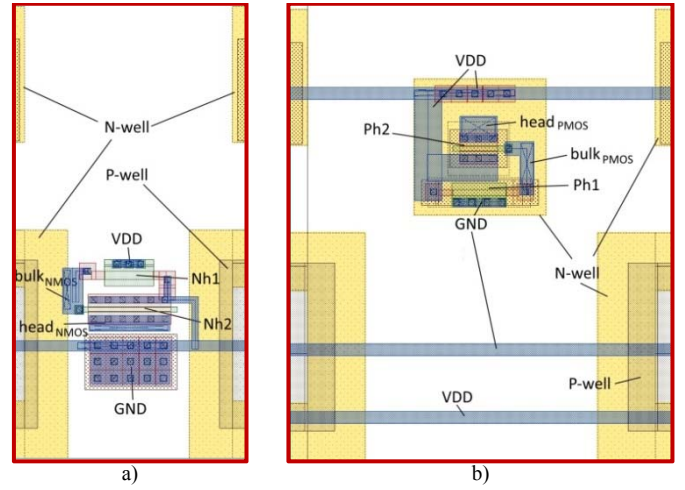 N-well
P-well
VDD
bulkNMOS
Nh1
headNMOS
Nh2
GND
a)
VDD
Ph2
headPMOS
bulkPMOS
Ph1
GND
N-well
P-well
VDD
b)